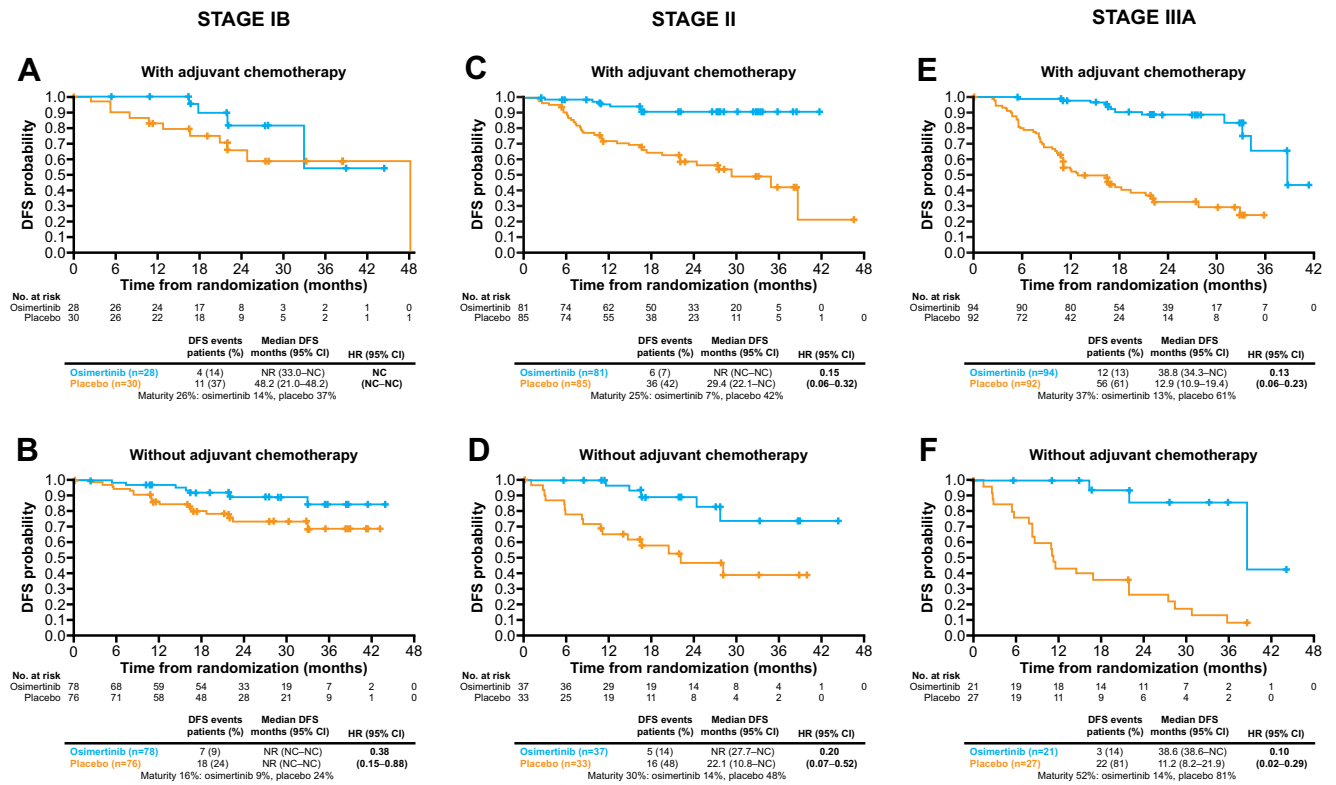 STAGE IB
STAGE II
STAGE IIIA
A
With adjuvant chemotherapy
DFS probability
1.0
0.9
0.8
0.7
0.6
0.5
0.4
0.3
0.2
0.1
0.0
0 6 12 18 24 30 36 42 48
Time from randomization (months)
No. at risk
Osimertinib 28 26 24 17 8 3 2 1 0
Placebo 30 26 22 18 9 5 2 1 1
DFS events patients (%)
Median DFS months (95% CI)
HR (95% CI)
Osimertinib (n=28) 4 (14) NR (33.0–NC) NC
Placebo (n=30) 11 (37) 48.2 (21.0–48.2) (NC–NC)
Maturity 26%: osimertinib 14%, placebo 37%
C
With adjuvant chemotherapy
DFS probability
1.0
0.9
0.8
0.7
0.6
0.5
0.4
0.3
0.2
0.1
0.0
0 6 12 18 24 30 36 42 48
Time from randomization (months)
No. at risk
Osimertinib 81 74 62 50 33 20 5 0
Placebo 85 74 55 38 23 11 5 1 0
DFS events patients (%)
Median DFS months (95% CI)
HR (95% CI)
Osimertinib (n=81) 6 (7) NR (NC–NC) 0.15
Placebo (n=85) 36 (42) 29.4 (22.1–NC) (0.06–0.32)
Maturity 25%: osimertinib 7%, placebo 42%
E
With adjuvant chemotherapy
DFS probability
1.0
0.9
0.8
0.7
0.6
0.5
0.4
0.3
0.2
0.1
0.0
0 6 12 18 24 30 36 42
Time from randomization (months)
No. at risk
Osimertinib 94 90 80 54 39 17 7 0
Placebo 92 72 42 24 14 8 0
DFS events patients (%)
Median DFS months (95% CI)
HR (95% CI)
Osimertinib (n=94) 12 (13) 38.8 (34.3–NC) 0.13
Placebo (n=92) 56 (61) 12.9 (10.9–19.4) (0.06–0.23)
Maturity 37%: osimertinib 13%, placebo 61%
B
Without adjuvant chemotherapy
DFS probability
1.0
0.9
0.8
0.7
0.6
0.5
0.4
0.3
0.2
0.1
0.0
0 6 12 18 24 30 36 42 48
Time from randomization (months)
No. at risk
Osimertinib 78 68 59 54 33 19 7 2 0
Placebo 76 71 58 48 28 21 9 1 0
DFS events patients (%)
Median DFS months (95% CI)
HR (95% CI)
Osimertinib (n=78) 7 (9) NR (NC–NC) 0.38
Placebo (n=76) 18 (24) NR (NC–NC) (0.15–0.88)
Maturity 16%: osimertinib 9%, placebo 24%
D
Without adjuvant chemotherapy
DFS probability
1.0
0.9
0.8
0.7
0.6
0.5
0.4
0.3
0.2
0.1
0.0
0 6 12 18 24 30 36 42 48
Time from randomization (months)
No. at risk
Osimertinib 37 36 29 19 14 8 4 1 0
Placebo 33 25 19 11 8 4 2 0
DFS events patients (%)
Median DFS months (95% CI)
HR (95% CI)
Osimertinib (n=37) 5 (14) NR (27.7–NC) 0.20
Placebo (n=33) 16 (48) 22.1 (10.8–NC) (0.07–0.52)
Maturity 30%: osimertinib 14%, placebo 48%
F
Without adjuvant chemotherapy
DFS probability
1.0
0.9
0.8
0.7
0.6
0.5
0.4
0.3
0.2
0.1
0.0
0 6 12 18 24 30 36 42 48
Time from randomization (months)
No. at risk
Osimertinib 21 19 18 14 11 7 2 1 0
Placebo 27 19 11 9 6 4 2 0
DFS events patients (%)
Median DFS months (95% CI)
HR (95% CI)
Osimertinib (n=21) 3 (14) 38.6 (38.6–NC) 0.10
Placebo (n=27) 22 (81) 11.2 (8.2–21.9) (0.02–0.29)
Maturity 52%: osimertinib 14%, placebo 81%